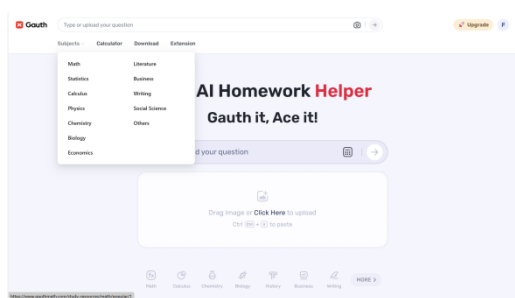 Gauth
Type or upload your question
Upgrade
F
Subjects
Calculator
Download
Extension
Math
Literature
Statistics
Business
Calculus
Writing
Physics
Social Science
Chemistry
Others
Biology
Economics
AI Homework Helper
Gauth it, Ace it!
d your question
Drag Image or Click Here to upload
Ctrl + to paste
Math
Calculus
Chemistry
Biology
History
Business
Writing
MORE >